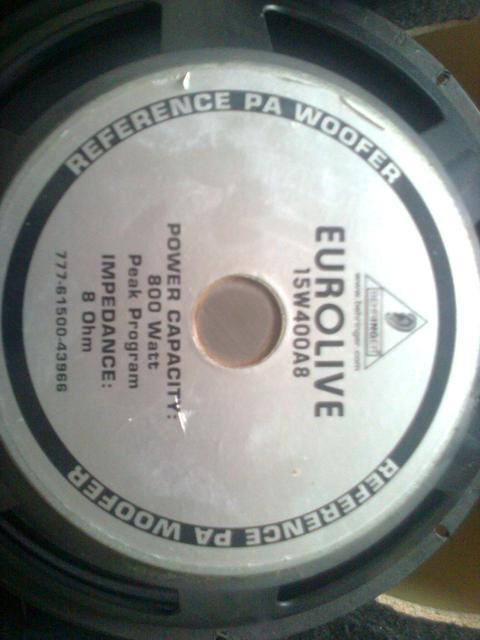 REFERENCE PA WOOFER
BEHRINGER
www.behringer.com
EUROLIVE
15W400A8
POWER CAPACITY:
800 Watt
Peak Program
IMPEDANCE:
8 Ohm
777-61500-43966
REFERENCE PA WOOFER